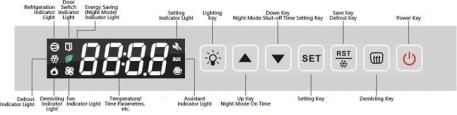 Refrigeration
Indicator
Light
Door
Switch
Indicator
Light
Energy Saving
(Night Mode)
Indicator Light
Setting
Indicator Light
Lighting
Key
Down Key
Night Mode Shut-off Time Setting Key
Save Key
Defrost Key
Power Key
88:88
AUX
SET
RST
Defrost
Indicator Light
Demisting
Indicator
Light
Fan
Indicator Light
Temperature/
Time Parameters,
etc.
Assistant
Indicator Light
Up Key
Night Mode On Time
Setting Key
Demisting Key